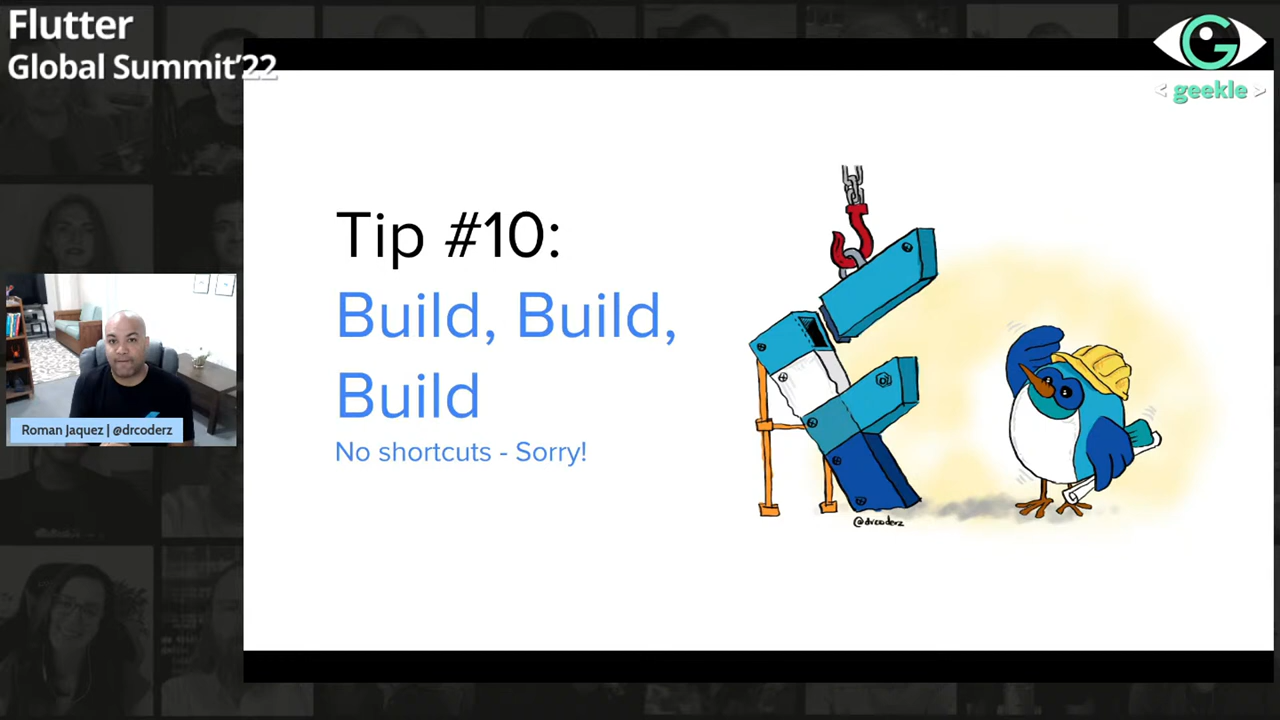 Flutter
Global Summit'22
G
< geekle >
Tip #10:
Build, Build,
Build
No shortcuts - Sorry!
@drcoderz
Roman Jaquez | @drcoderz